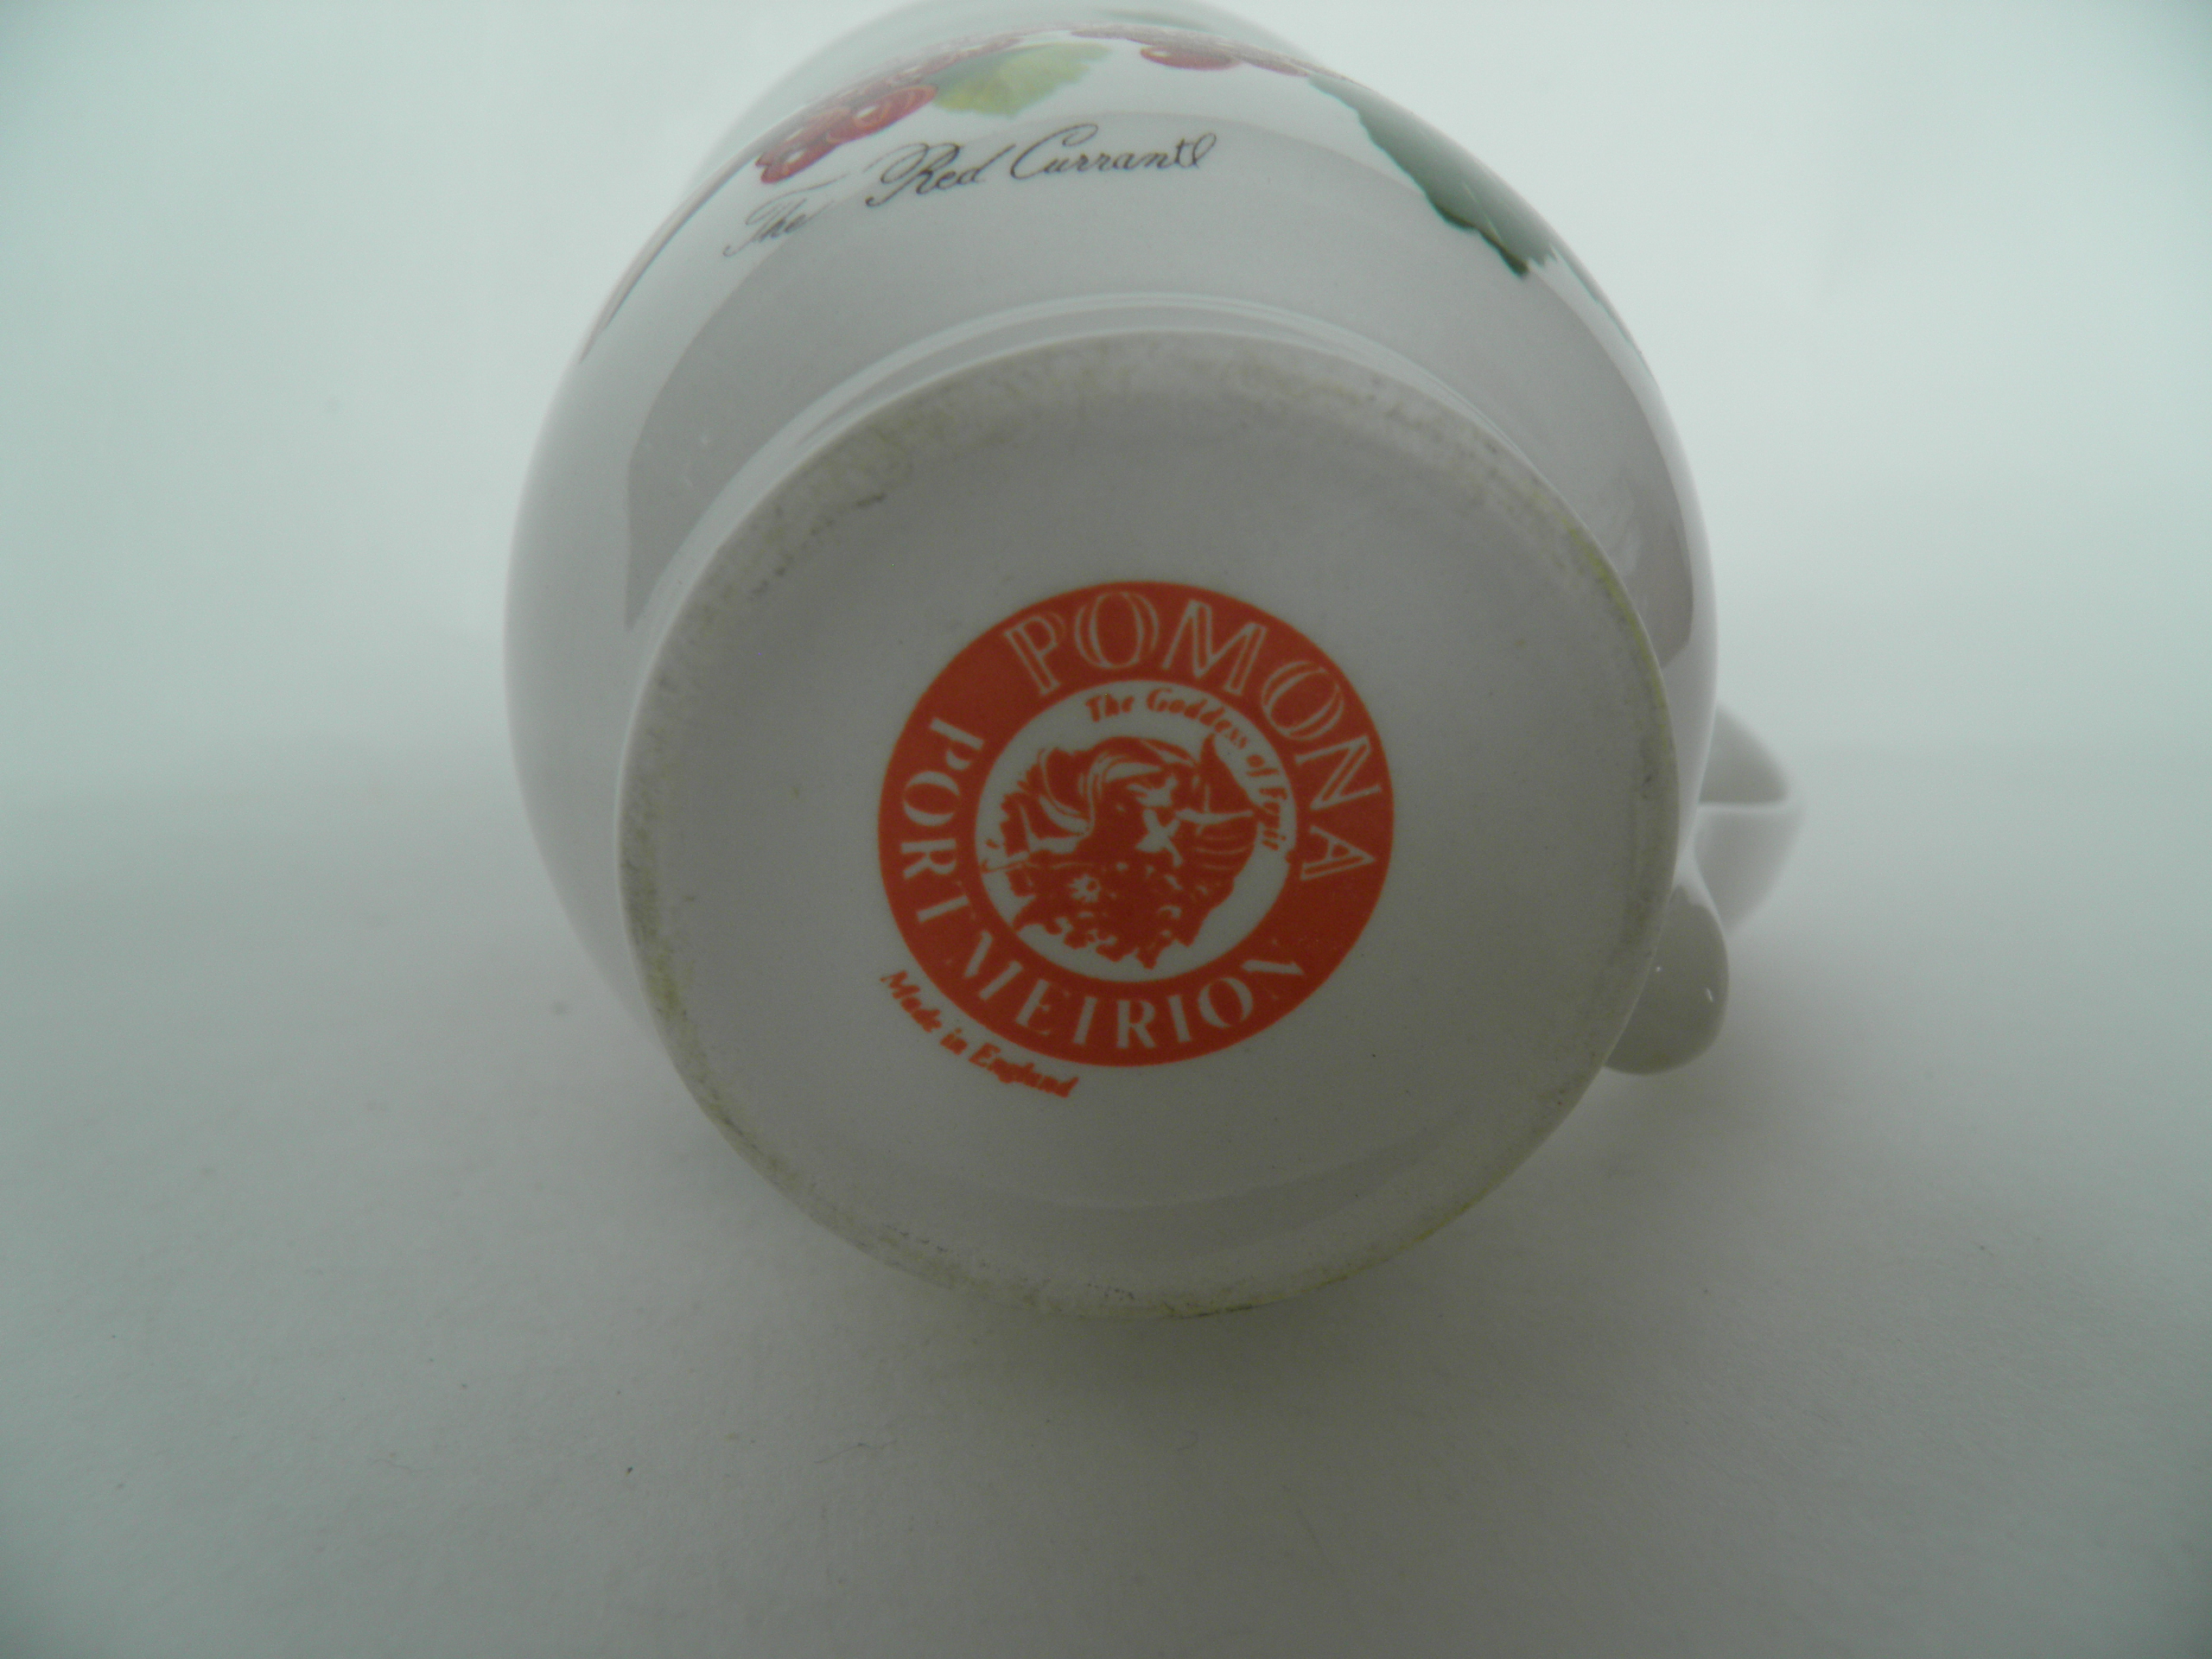 The Red Currant
POMONA
The Goddess of Fruit
PORTMEIRION
Made in England